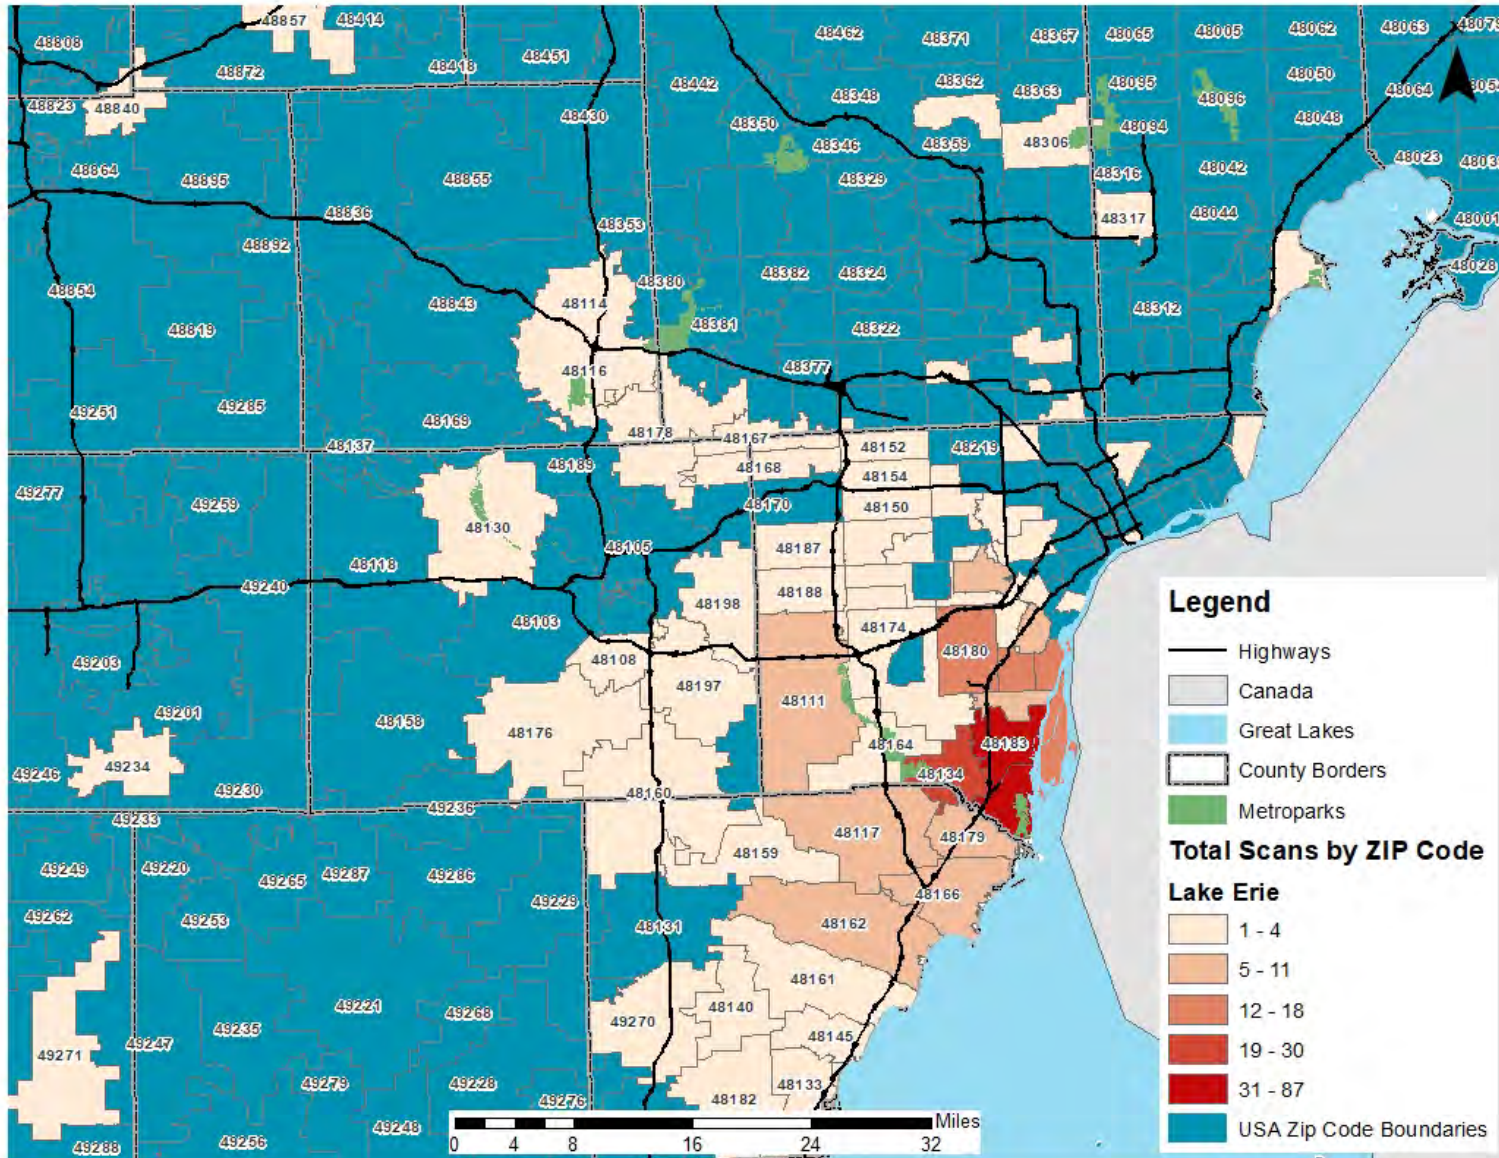 48857 48414
48808 48462 48371 48367 48065 48005 48062 48063
48872 48418 48451
48823 48840 48442 48362 48363 48095 48050 48064
48430 48350 48348 48096 48048
48346 48359 48306 48094
48864 48895 48855 48329 48316 48042 48023
48836 48353 48317 48044 48001
48892 48380 48382 48324 48028
48854 48843 48114 48381 48312
48819 48322
48116 48377
49251 49285 48169
48137 48178 48167 48152 48219
48189 48168 48154
49277 49259 48130 48170 48150
48105 48187
49240 48118 48188
48103 48198 48174
49203 48108 48180
48197 48111
49201 48158 48176 48164 48183
49246 49234 48134
49230 48160
49233 49236 48117 48179
48159
49249 49220 49265 49287 49286
49262 49253 49229 48166
48131 48162
49221 49268 48161
49271 49247 49235 49270 48140 48145
49279 49228 48133
49276 48182
49288 49256 49248
Legend
Highways
Canada
Great Lakes
County Borders
Metroparks
Total Scans by ZIP Code
Lake Erie
1 - 4
5 - 11
12 - 18
19 - 30
31 - 87
USA Zip Code Boundaries
Miles
0 4 8 16 24 32